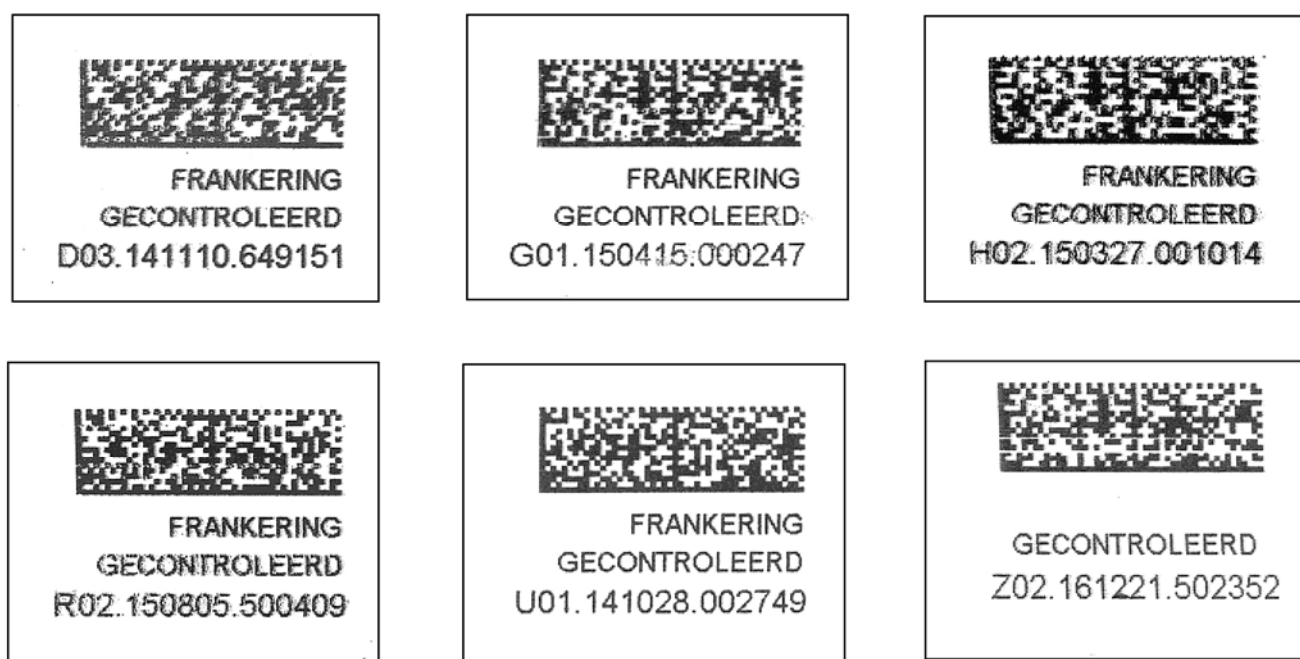 FRANKERING
GECONTROLEERD
D03.141110.649151
FRANKERING
GECONTROLEERD
G01.150415.000247
FRANKERING
GECONTROLEERD
H02.150327.001014
FRANKERING
GECONTROLEERD
R02.150805.500409
FRANKERING
GECONTROLEERD
U01.141028.002749
GECONTROLEERD
Z02.161221.502352